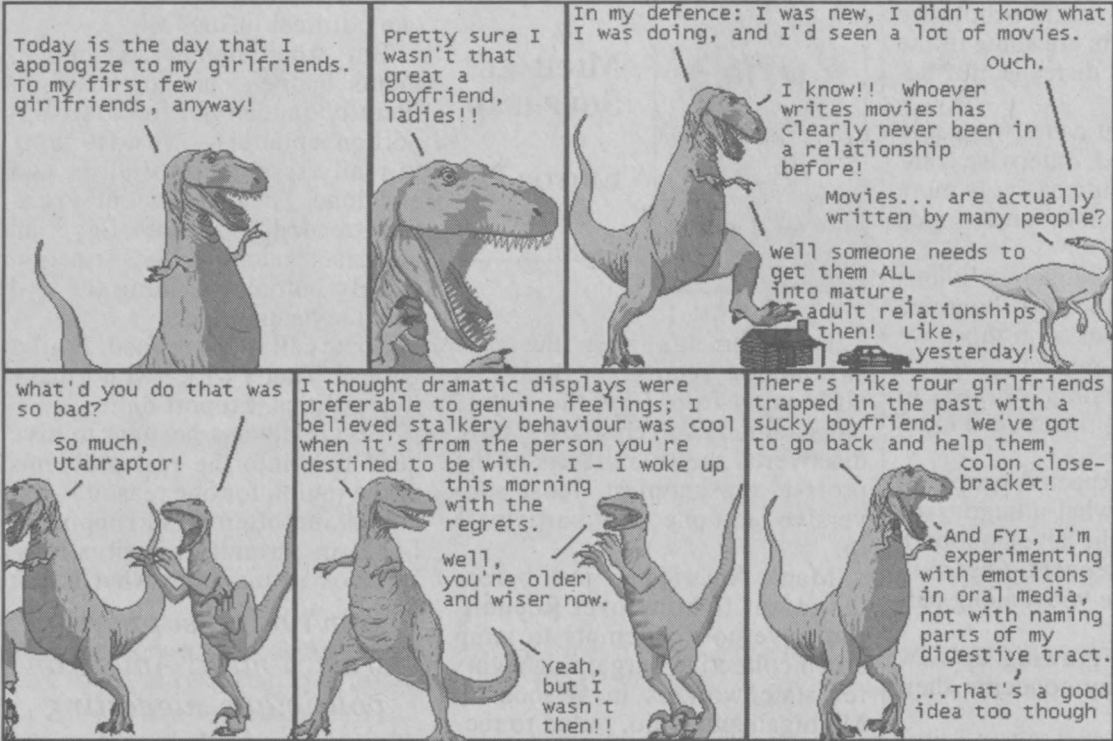 Today is the day that I
apologize to my girlfriends.
To my first few
girlfriends, anyway!
Pretty sure I
wasn't that
great a
boyfriend,
ladies!!
In my defence: I was new, I didn't know what
I was doing, and I'd seen a lot of movies.
Ouch.
I know!! Whoever
writes movies has
clearly never been in
a relationship
before!
Movies... are actually
written by many people?
Well someone needs to
get them ALL
into mature,
adult relationships
then! Like,
yesterday!
What'd you do that was
so bad?
So much,
Utahraptor!
I thought dramatic displays were
preferable to genuine feelings; I
believed stalkery behaviour was cool
when it's from the person you're
destined to be with. I - I woke up
this morning
with the
regrets.
Well,
you're older
and wiser now.
Yeah,
but I
wasn't
then!!
There's like four girlfriends
trapped in the past with a
sucky boyfriend. We've got
to go back and help them,
colon close-
bracket!
And FYI, I'm
experimenting
with emoticons
in oral media,
not with naming
parts of my
digestive tract.
That's a good
idea too though